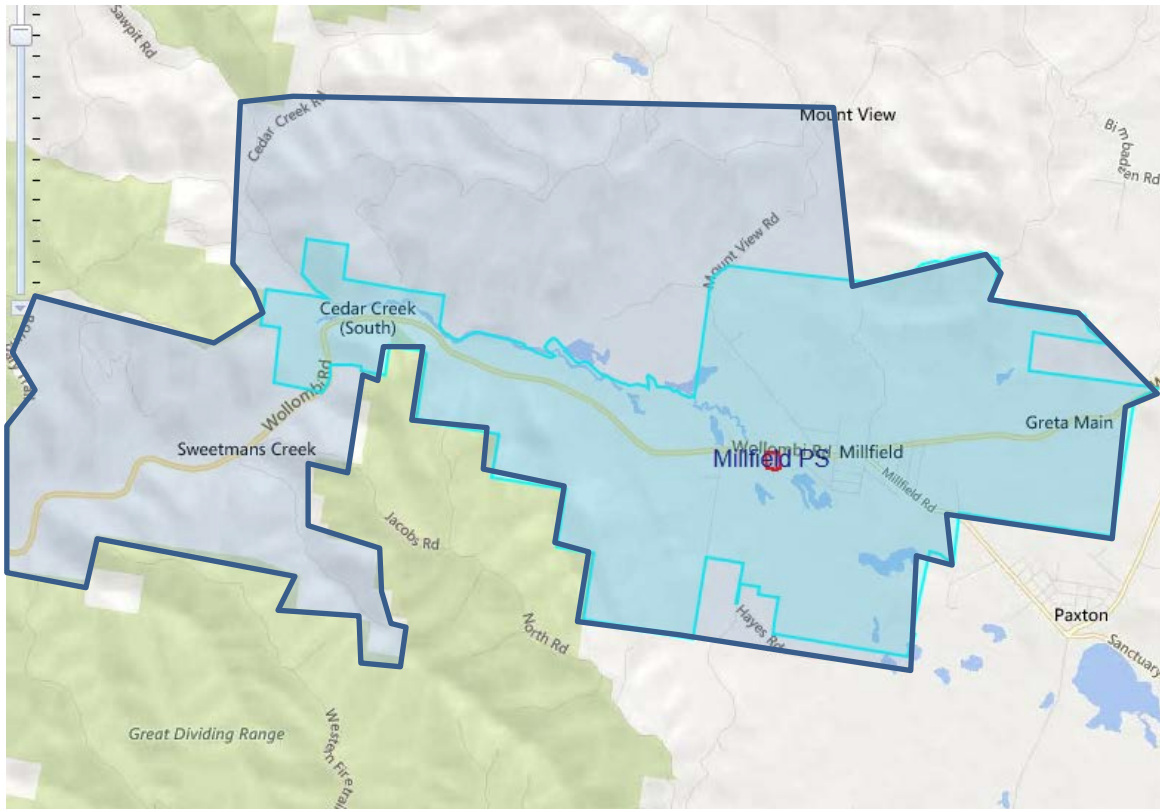 Sawpit Rd
Cedar Creek Rd
Mount View
Mount View Rd
Cedar Creek
(South)
Wollombi Rd
Sweetmans Creek
Greta Main
Wollombi Rd
Millfield
Millfield PS
Millfield Rd
Jacobs Rd
North Rd
Hayes Rd
Paxton
Sanctuary
Great Dividing Range
Western Firetrail